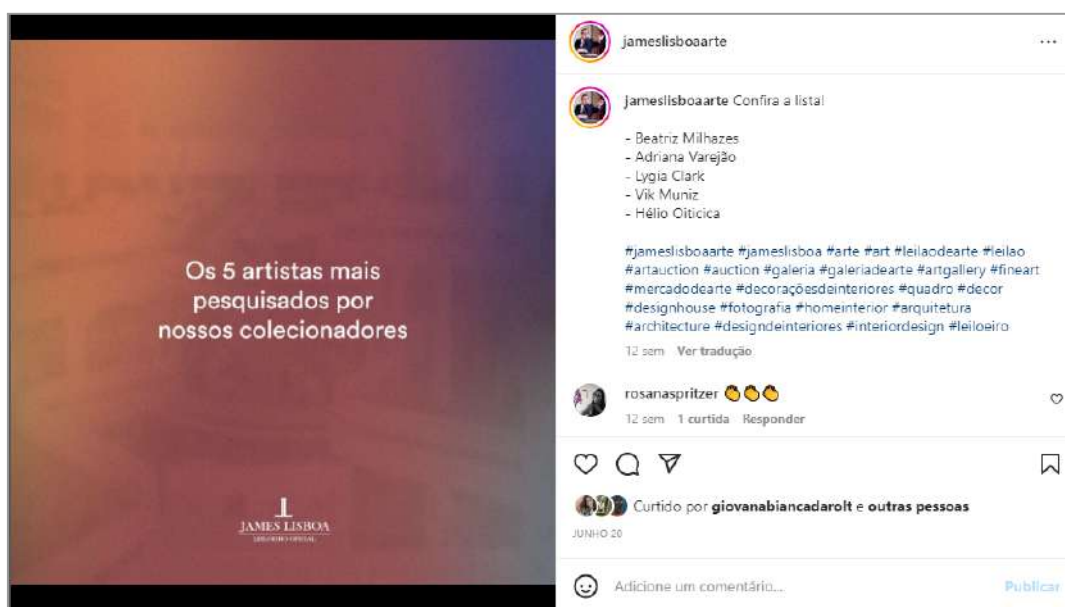 Os 5 artistas mais
pesquisados por
nossos colecionadores
JAMES LISBOA
LEILOEIRO OFICIAL
jameslisboaarte
jameslisboaarte Confira a lista!
- Beatriz Milhazes
- Adriana Varejão
- Lygia Clark
- Vik Muniz
- Hélio Oiticica
#jameslisboaarte #jameslisboa #arte #art #leilaodearte #leilao
#artauction #auction #galeria #galeriadearte #artgallery #fineart
#mercadodearte #decoraçõesdeinteriores #quadro #decor
#designhouse #fotografia #homeinterior #arquitetura
#architecture #designdeinteriores #interiordesign #leiloeiro
12 sem Ver tradução
rosanaspritzer 👏👏👏
12 sem 1 curtida Responder
Curtido por giovanabiancadarolt e outras pessoas
JUNHO 20
Adicione um comentário... Publicar